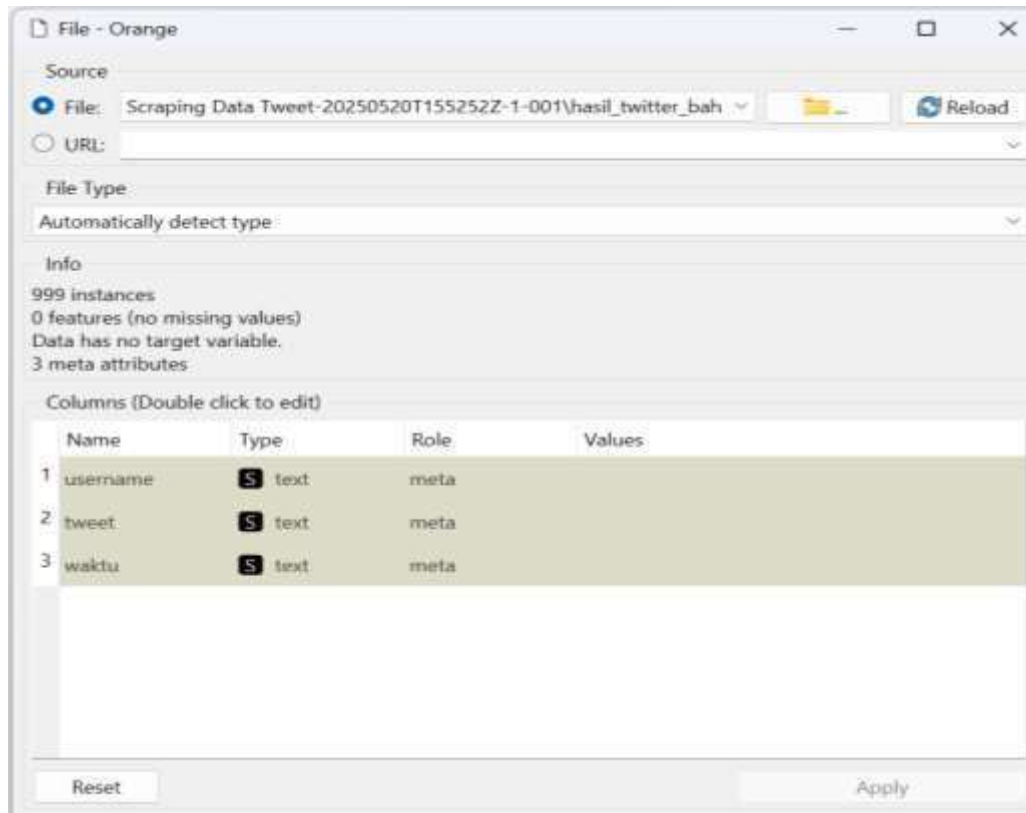 File - Orange
Source
File: Scraping Data Tweet-20250520T155252Z-1-001\hasil_twitter_bah ... Reload
URL:
File Type
Automatically detect type
Info
999 instances
0 features (no missing values)
Data has no target variable.
3 meta attributes
Columns (Double click to edit)
Name Type Role Values
1 username S text meta
2 tweet S text meta
3 waktu S text meta
Reset Apply